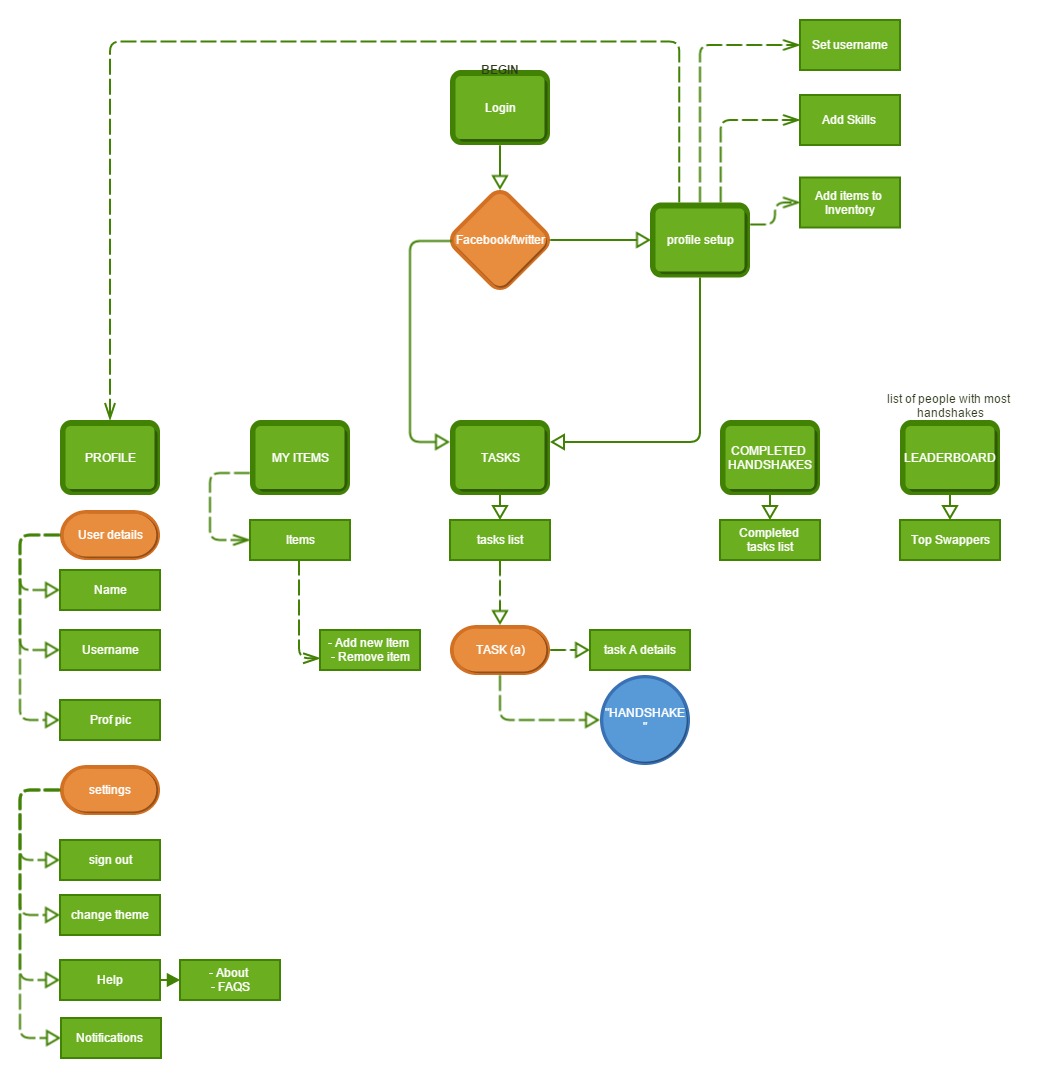 Set username
BEGIN
Login
Add Skills
Add items to
Inventory
Facebook/twitter
profile setup
list of people with most
handshakes
PROFILE
MY ITEMS
TASKS
COMPLETED
HANDSHAKES
LEADERBOARD
User details
Items
tasks list
Completed
tasks list
Top Swappers
Name
Username
- Add new Item
- Remove item
TASK (a)
task A details
Prof pic
"HANDSHAKE
"
settings
sign out
change theme
Help
- About
- FAQS
Notifications